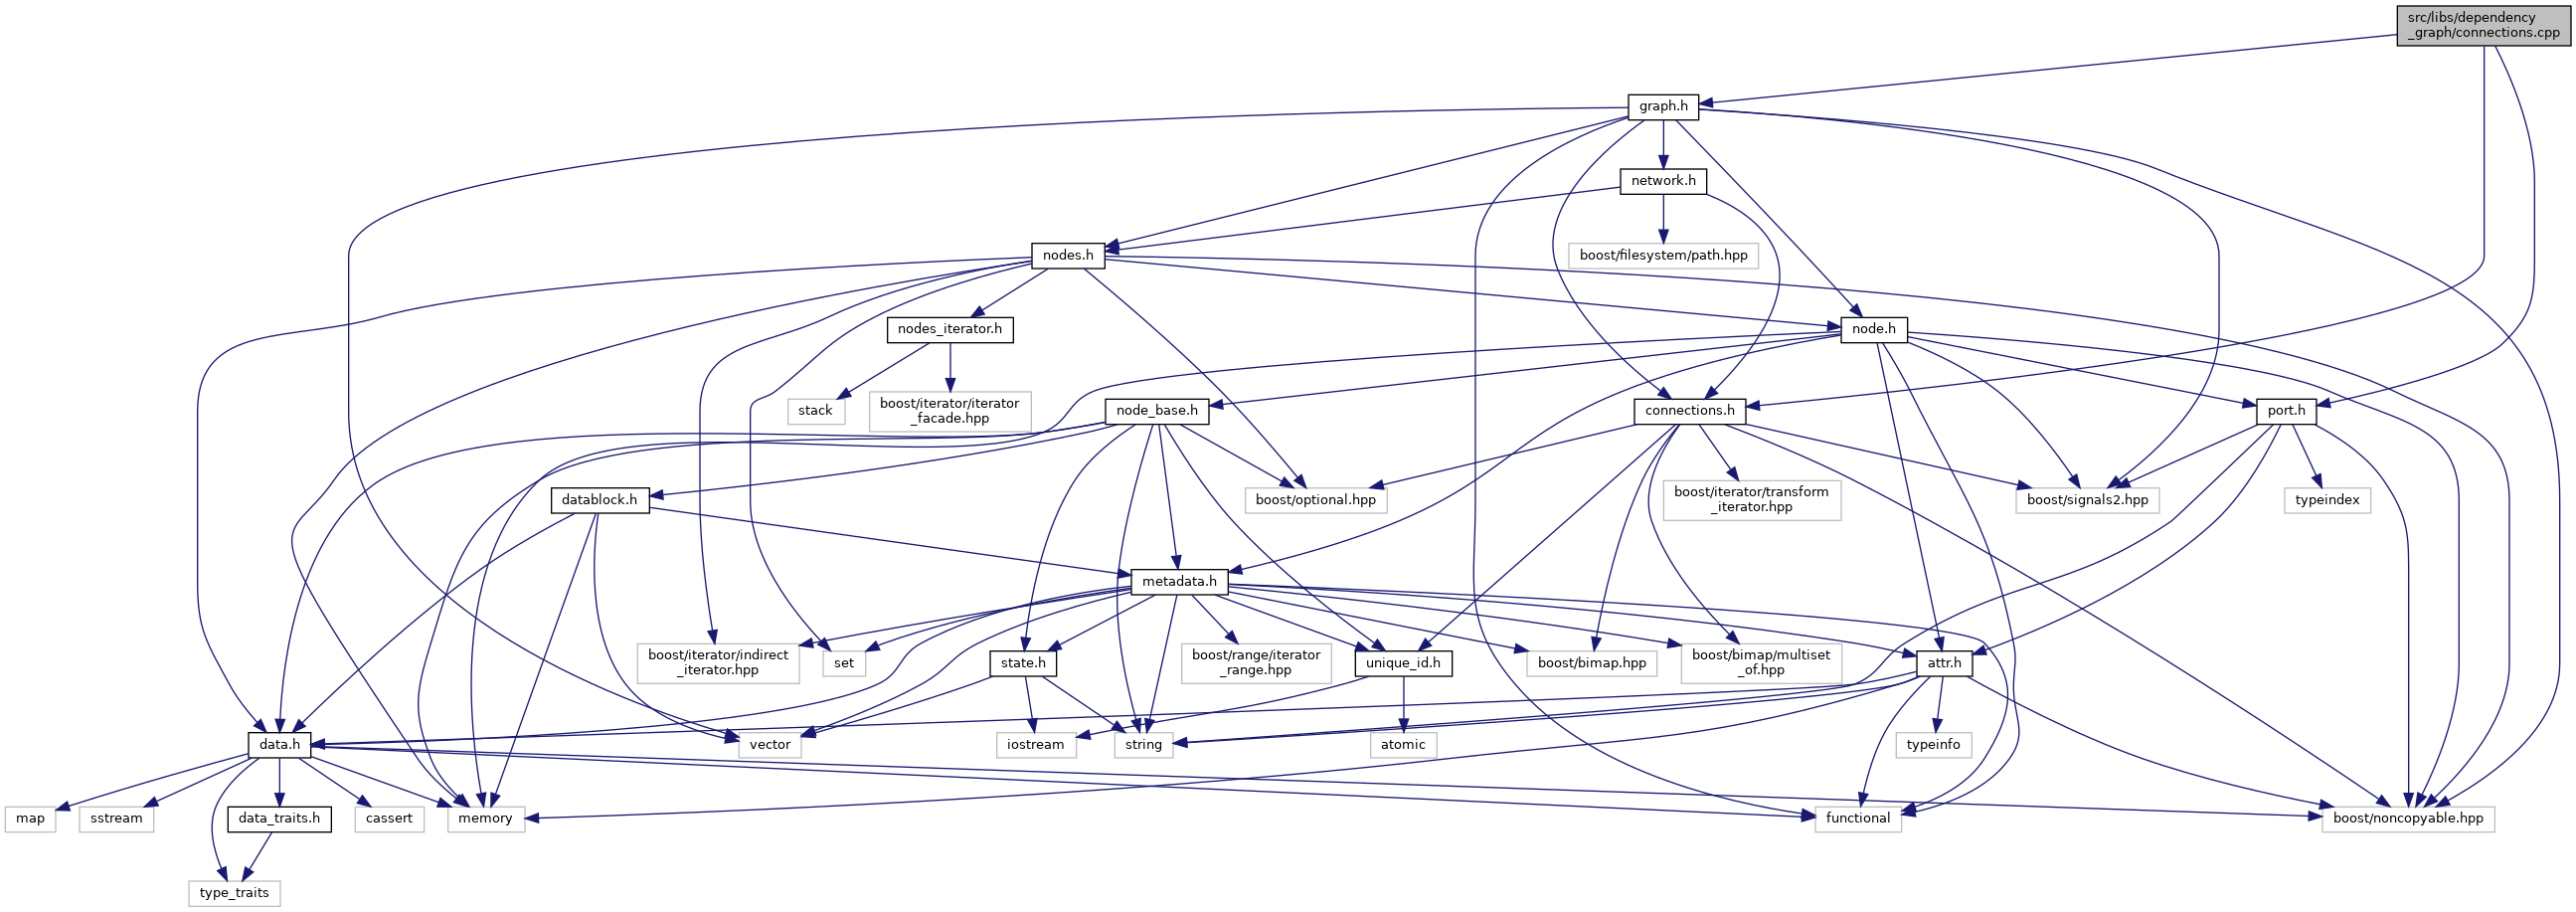 src/libs/dependency
_graph/connections.cpp
graph.h
network.h
nodes.h
boost/filesystem/path.hpp
nodes_iterator.h
node.h
stack
boost/iterator/iterator
_facade.hpp
node_base.h
connections.h
port.h
datablock.h
boost/optional.hpp
boost/iterator/transform
_iterator.hpp
boost/signals2.hpp
typeindex
metadata.h
boost/iterator/indirect
_iterator.hpp
set
state.h
boost/range/iterator
_range.hpp
unique_id.h
boost/bimap.hpp
boost/bimap/multiset
_of.hpp
attr.h
data.h
vector
iostream
string
atomic
typeinfo
map
sstream
data_traits.h
cassert
memory
functional
boost/noncopyable.hpp
type_traits